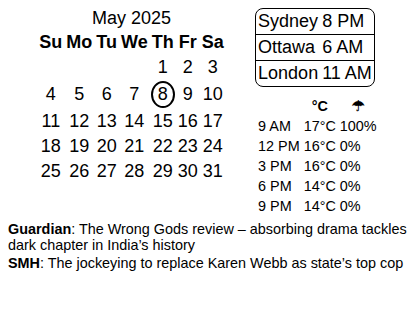 May 2025
Su Mo Tu We Th Fr Sa
1 2 3
4 5 6 7 8 9 10
11 12 13 14 15 16 17
18 19 20 21 22 23 24
25 26 27 28 29 30 31
Sydney 8 PM
Ottawa 6 AM
London 11 AM
°C ☂
9 AM 17°C 100%
12 PM 16°C 0%
3 PM 16°C 0%
6 PM 14°C 0%
9 PM 14°C 0%
Guardian: The Wrong Gods review – absorbing drama tackles
dark chapter in India’s history
SMH: The jockeying to replace Karen Webb as state’s top cop